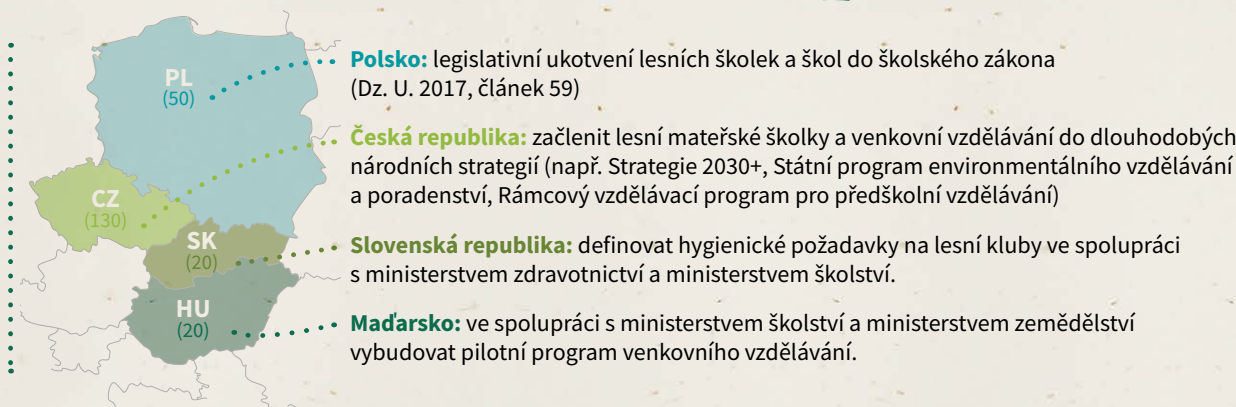 PL
(50)
CZ
(130)
SK
(20)
HU
(20)
Polsko: legislativní ukotvení lesních školek a škol do školského zákona
(Dz. U. 2017, článek 59)
Česká republika: začlenit lesní mateřské školky a venkovní vzdělávání do dlouhodobých
národních strategií (např. Strategie 2030+, Státní program environmentálního vzdělávání
a poradenství, Rámcový vzdělávací program pro předškolní vzdělávání)
Slovenská republika: definovat hygienické požadavky na lesní kluby ve spolupráci
s ministerstvem zdravotnictví a ministerstvem školství.
Maďarsko: ve spolupráci s ministerstvem školství a ministerstvem zemědělství
vybudovat pilotní program venkovního vzdělávání.